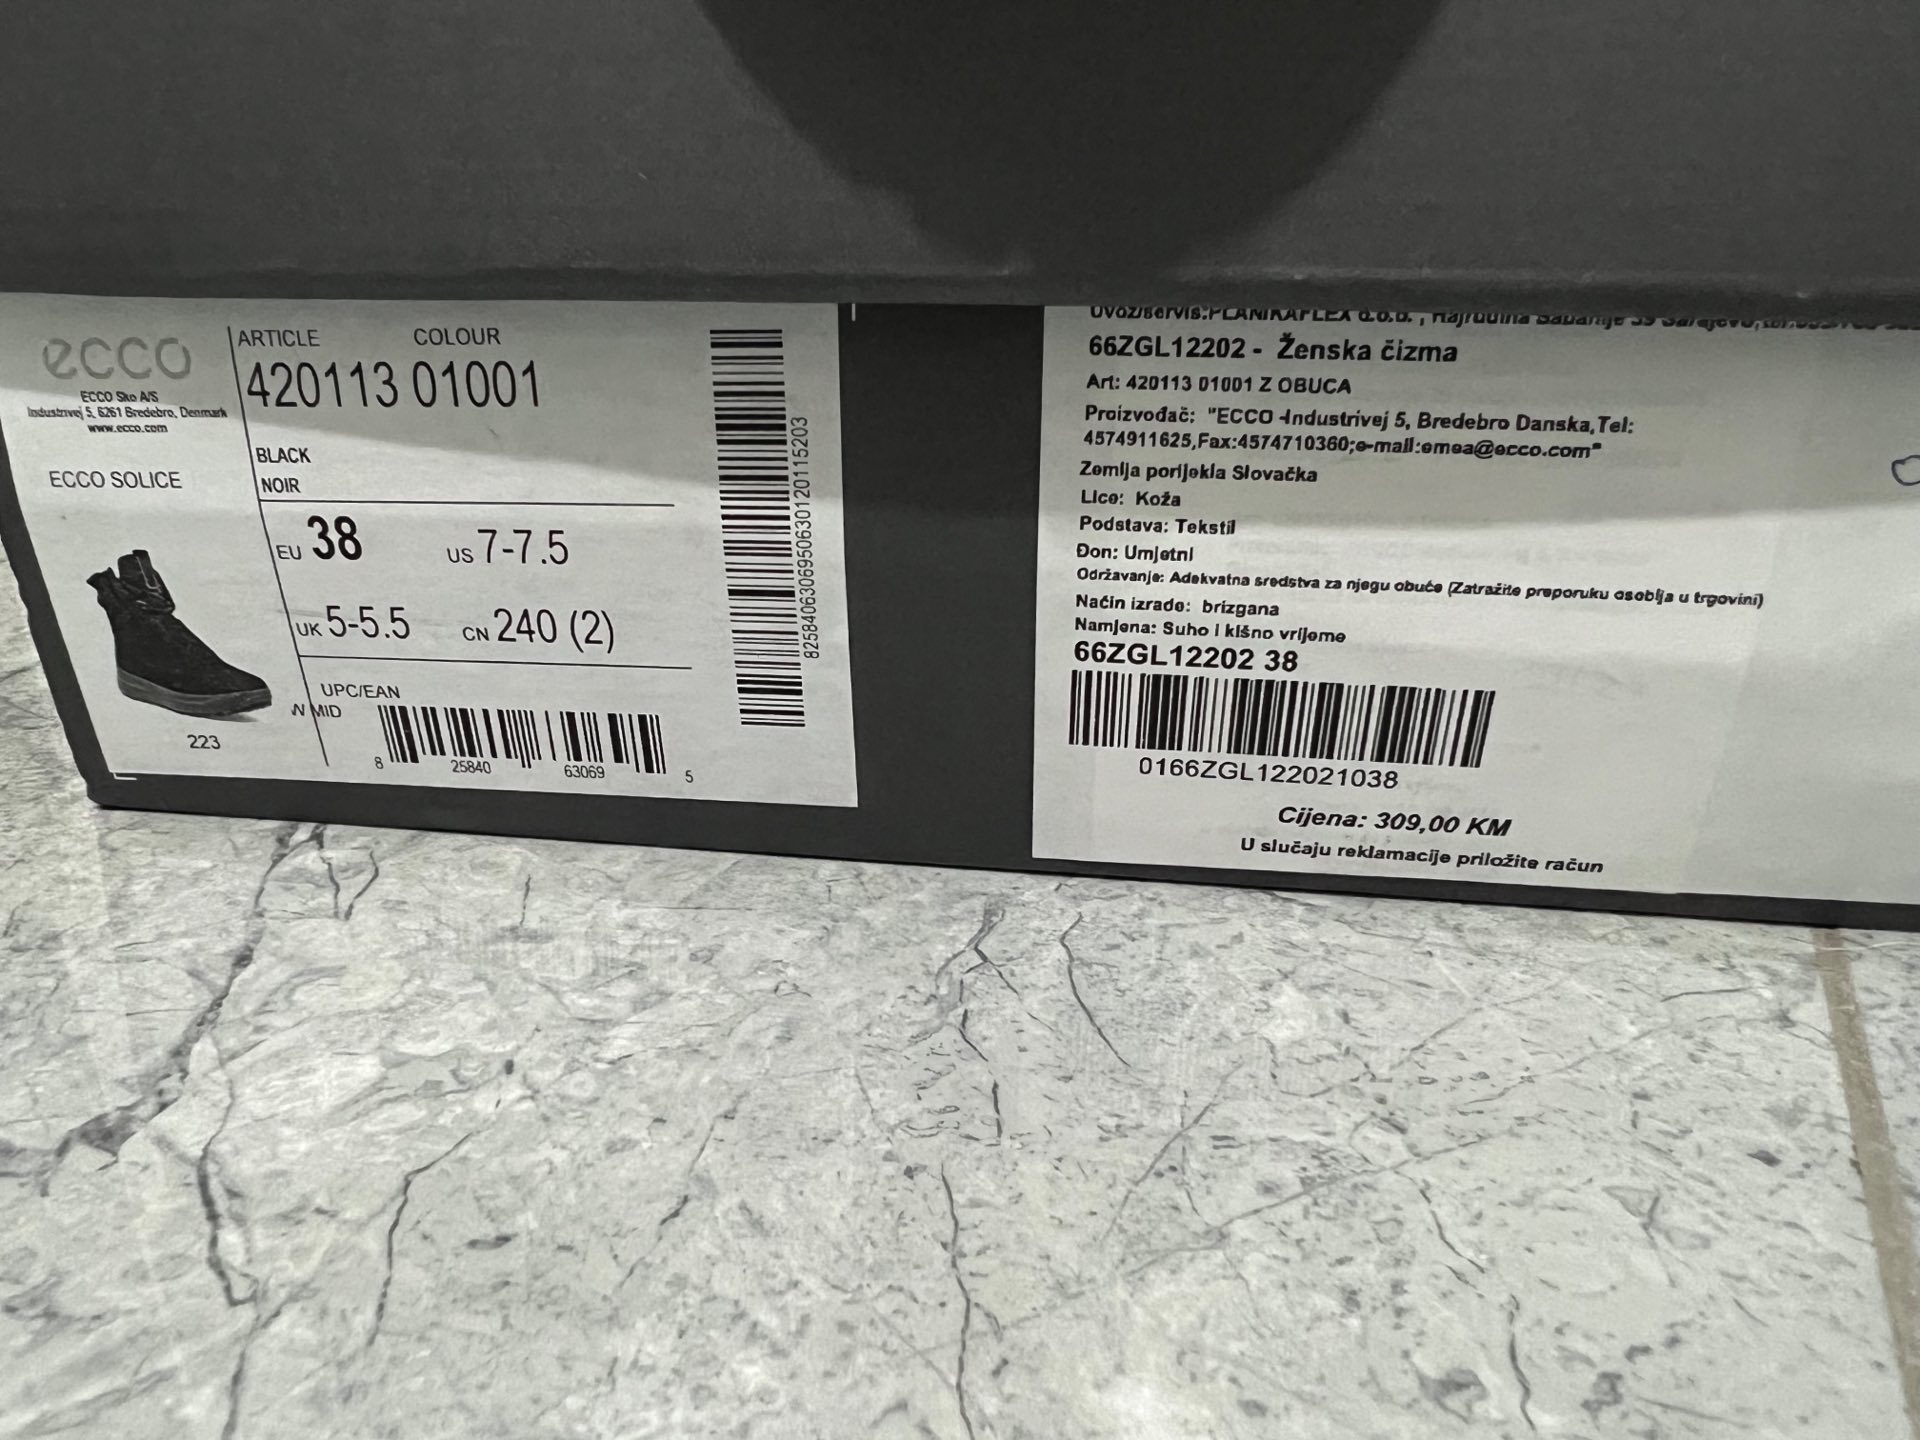 ecco
ECCO Sko A/S
Industrivej 5, 6261 Bredebro, Denmark
www.ecco.com
ECCO SOLICE
ARTICLE COLOUR
420113 01001
BLACK
NOIR
EU 38 US 7-7.5
UK 5-5.5 CN 240 (2)
UPC/EAN
W MID
223
8 25840 63069 5
8258406306950630120115203
Uvoz/servis:PLANIKAFLEX d.o.o. ,
66ZGL12202 - Ženska čizma
Art: 420113 01001 Z OBUCA
Proizvođač: "ECCO -Industrivej 5, Bredebro Danska,Tel:
4574911625,Fax:4574710360;e-mail:emea@ecco.com"
Zemlja porijekla Slovačka
Lice: Koža
Podstava: Tekstil
Đon: Umjetni
Održavanje: Adekvatna sredstva za njegu obuće (Zatražite preporuku osoblja u trgovini)
Način izrade: brizgana
Namjena: Suho i kišno vrijeme
66ZGL12202 38
0166ZGL122021038
Cijena: 309,00 KM
U slučaju reklamacije priložite račun